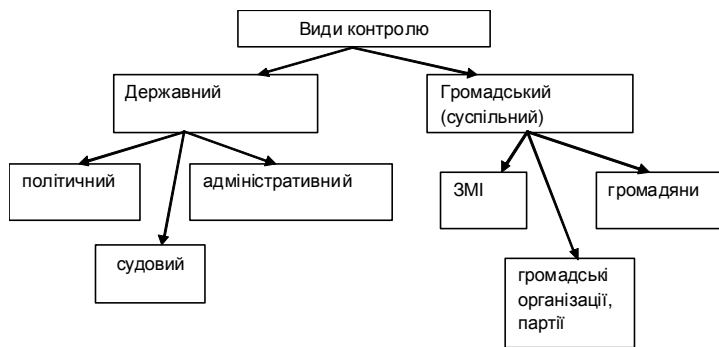 Види контролю
Державний
Громадський
(суспільний)
політичний
адміністративний
ЗМІ
громадяни
судовий
громадські
організації,
партії